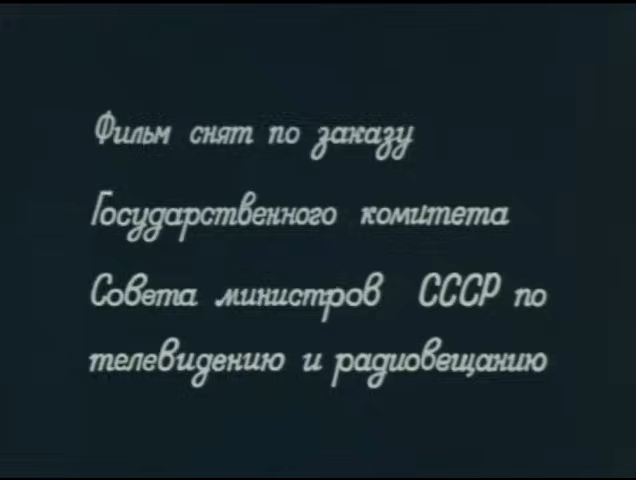 Фильм снят по заказу
Государственного комитета
Совета министров СССР по
телевидению и радиовещанию